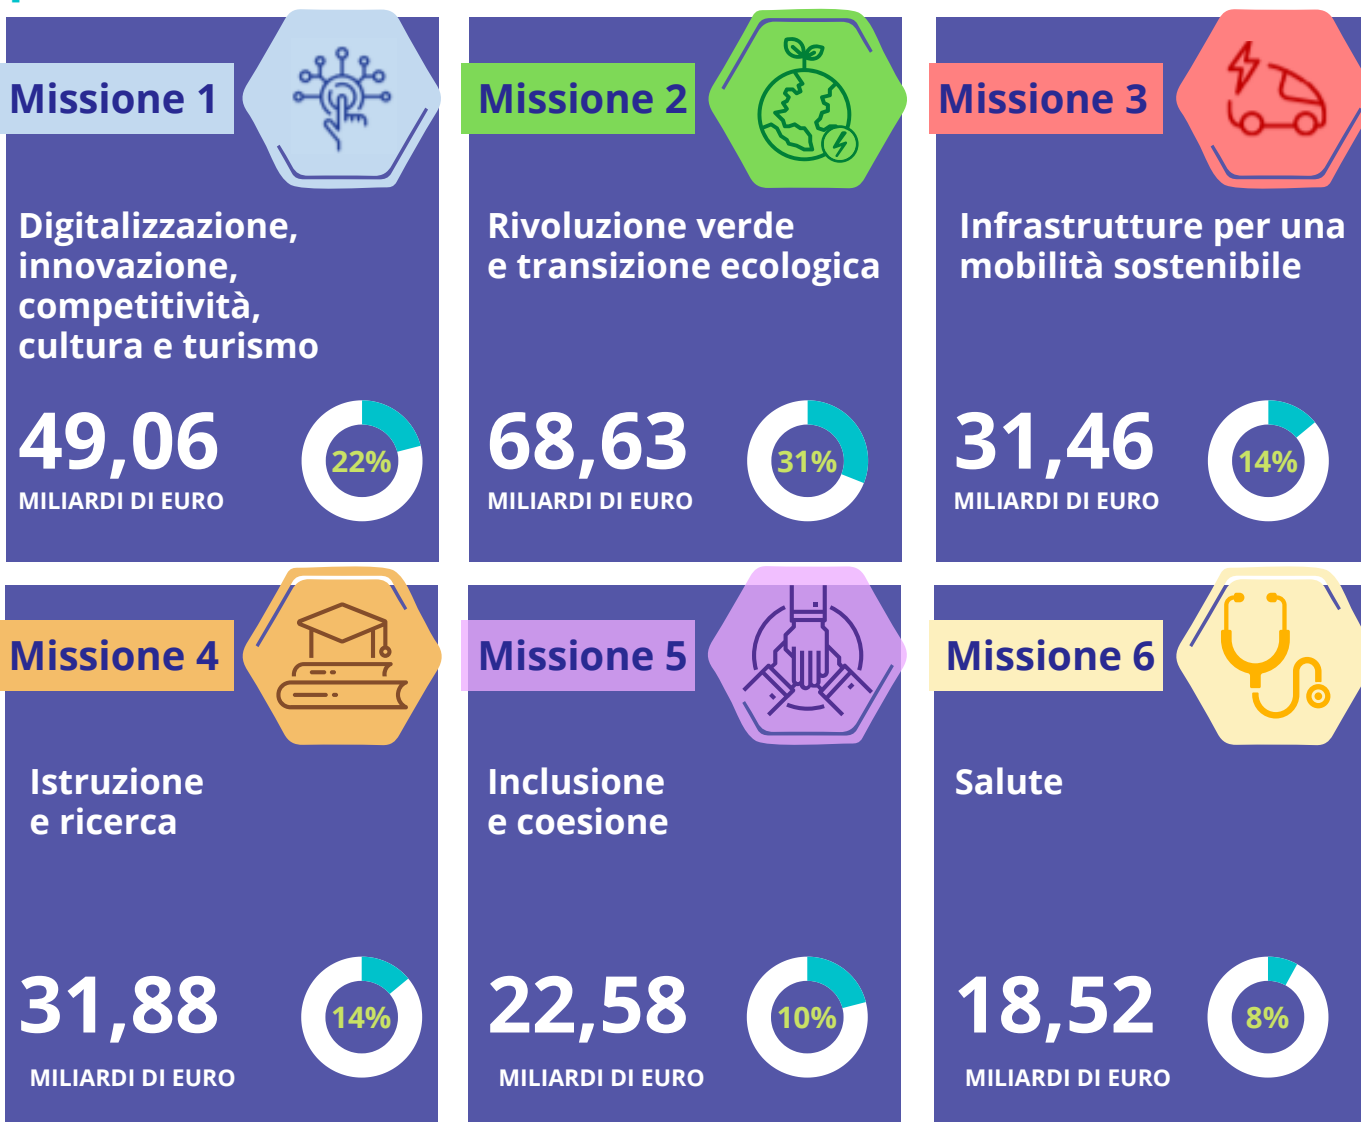 Missione 1
Digitalizzazione,
innovazione,
competitività,
cultura e turismo
49,06
MILIARDI DI EURO
22%
Missione 2
Rivoluzione verde
e transizione ecologica
68,63
MILIARDI DI EURO
31%
Missione 3
Infrastrutture per una
mobilità sostenibile
31,46
MILIARDI DI EURO
14%
Missione 4
Istruzione
e ricerca
31,88
MILIARDI DI EURO
14%
Missione 5
Inclusione
e coesione
22,58
MILIARDI DI EURO
10%
Missione 6
Salute
18,52
MILIARDI DI EURO
8%